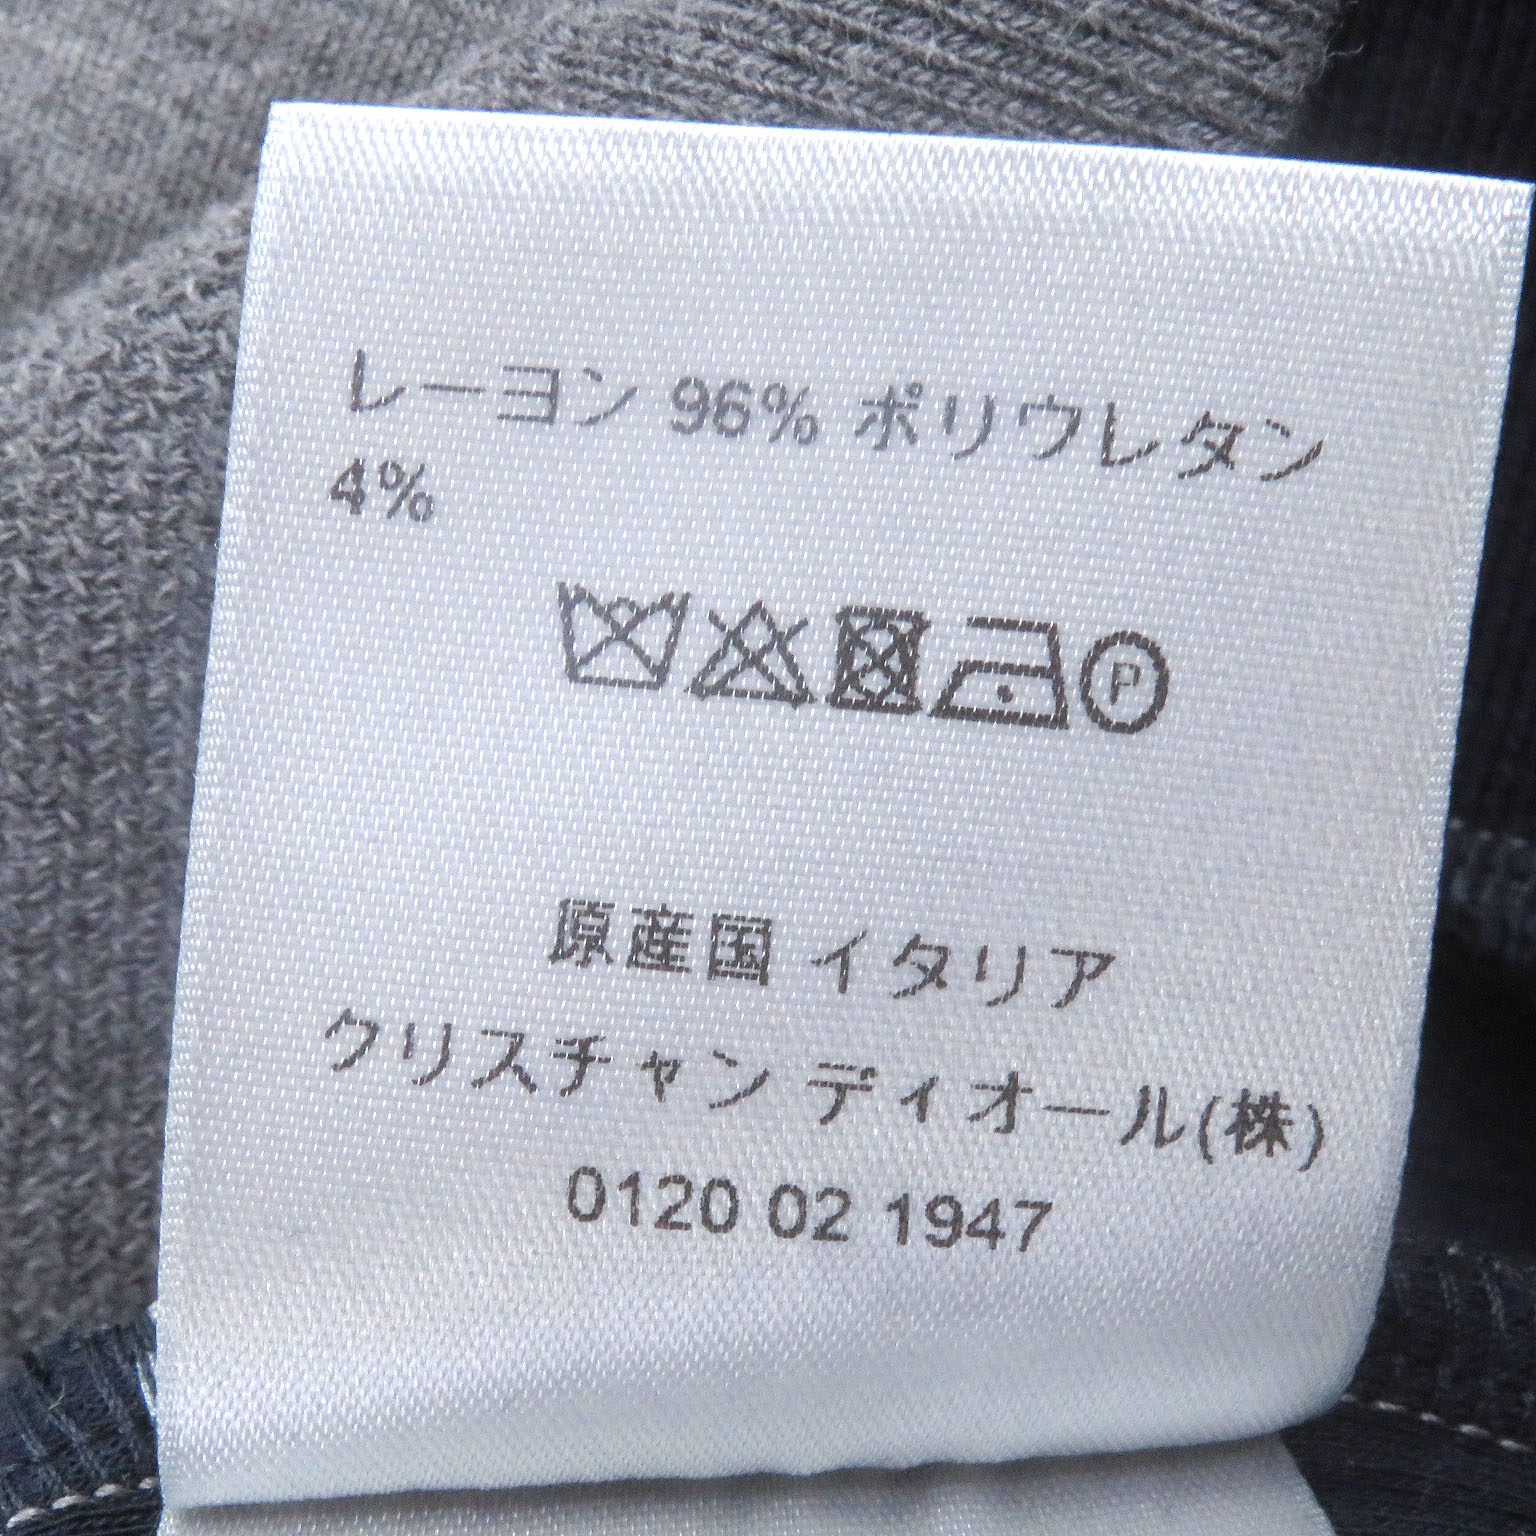 レーヨン 96% ポリウレタン
4%
P
原産国 イタリア
クリスチャン ディオール(株)
0120 02 1947